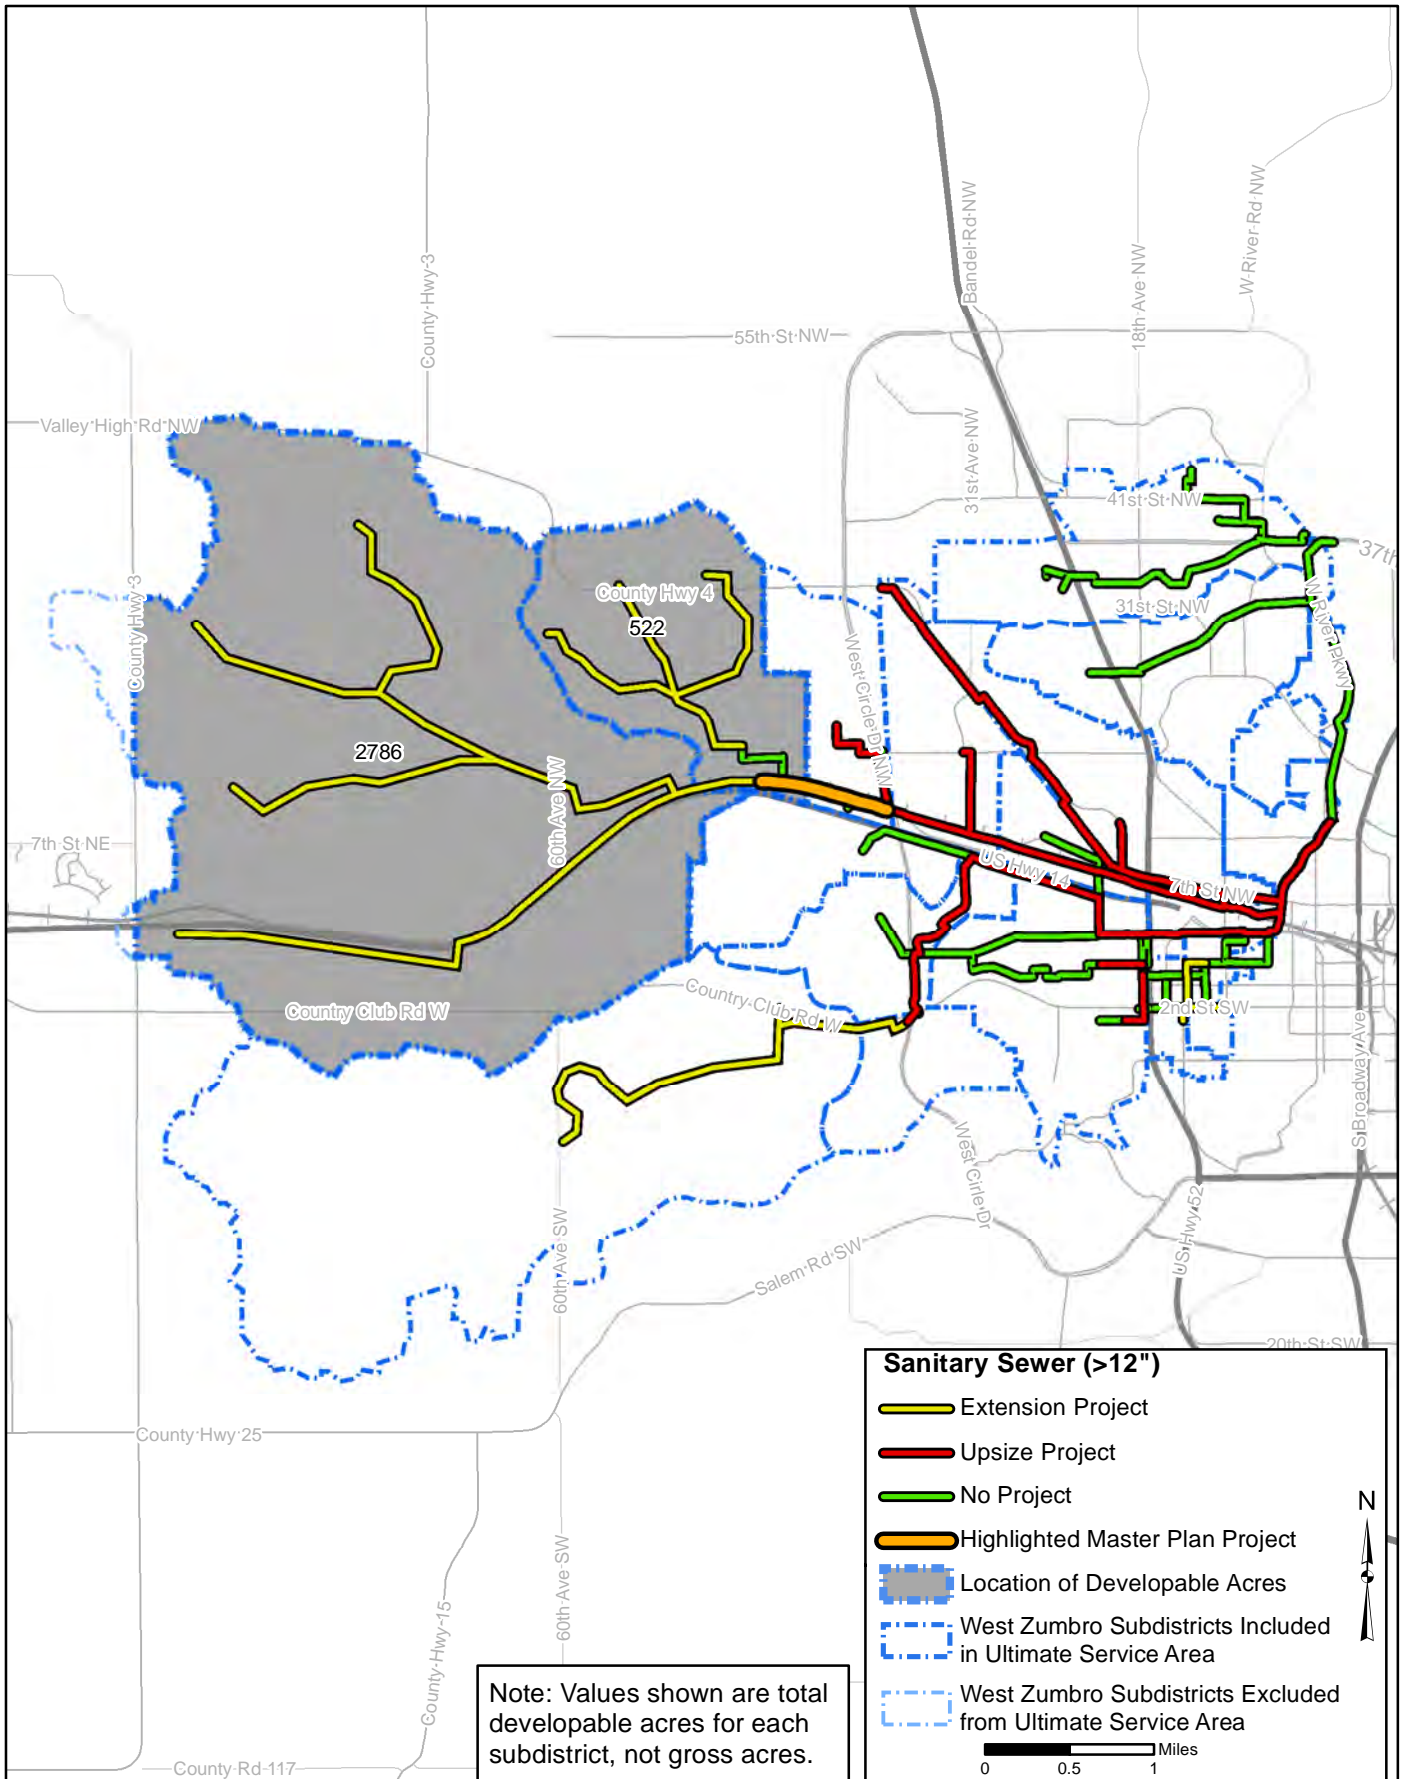 Bandel Rd NW
18th Ave NW
W River Rd NW
County Hwy 3
55th St NW
Valley High Rd NW
31st Ave NW
41st St NW
37th
County Hwy 3
County Hwy 4
522
31st St NW
W River Pkwy
West Circle Dr NW
2786
60th Ave NW
7th St NE
US Hwy 14
7th St NW
Country Club Rd W
Country Club Rd W
2nd St SW
S Broadway Ave
West Cirle Dr
60th Ave SW
Salem Rd SW
US Hwy 52
20th St SW
County Hwy 25
60th Ave SW
County Hwy 15
County Rd 117
Sanitary Sewer (>12")
Extension Project
Upsize Project
No Project
N
Highlighted Master Plan Project
Location of Developable Acres
West Zumbro Subdistricts Included
in Ultimate Service Area
West Zumbro Subdistricts Excluded
from Ultimate Service Area
Miles
0 0.5 1
Note: Values shown are total
developable acres for each
subdistrict, not gross acres.